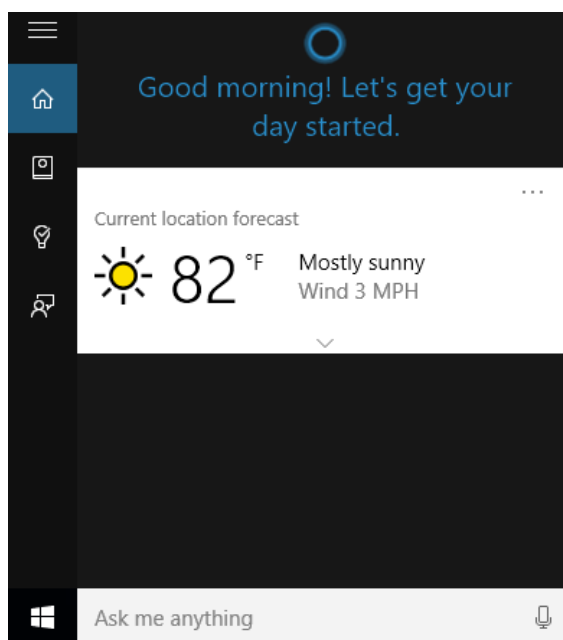 Good morning! Let's get your
day started.
...
Current location forecast
82 °F
Mostly sunny
Wind 3 MPH
Ask me anything